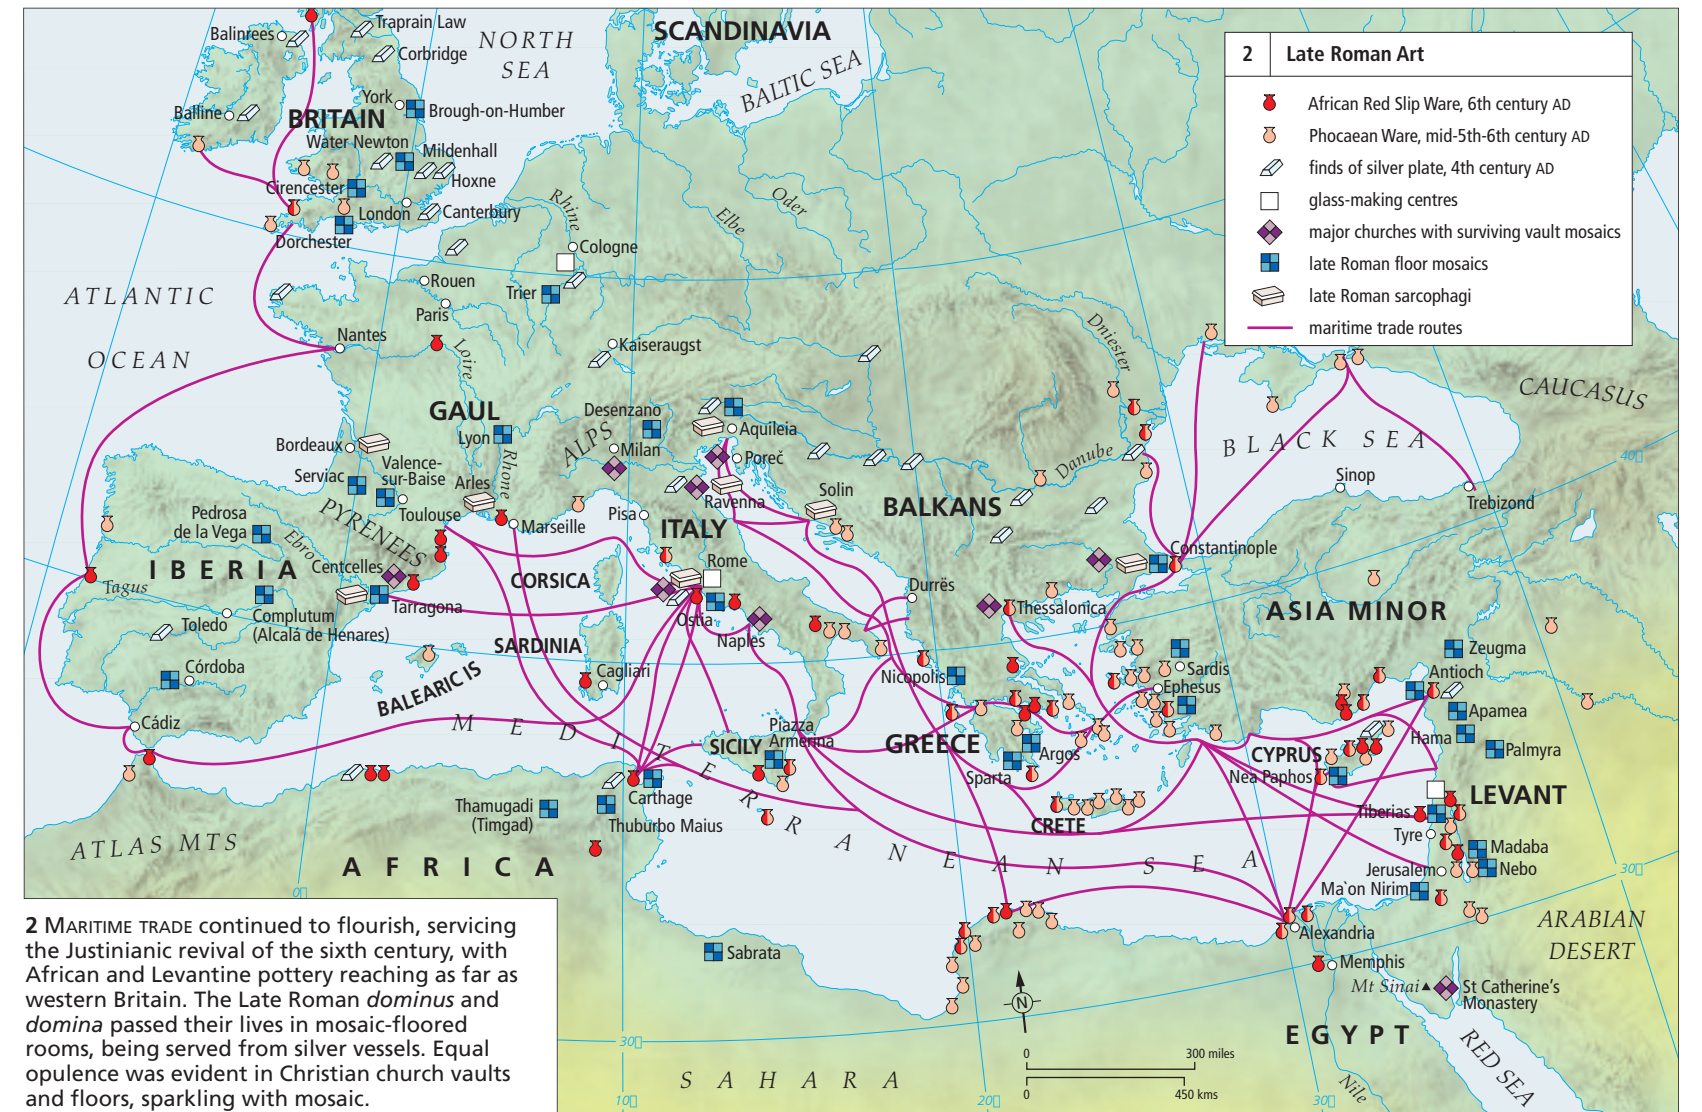 2 Late Roman Art
African Red Slip Ware, 6th century AD
Phocaean Ware, mid-5th-6th century AD
finds of silver plate, 4th century AD
glass-making centres
major churches with surviving vault mosaics
late Roman floor mosaics
late Roman sarcophagi
maritime trade routes
Balinrees
Traprain Law
Corbridge
NORTH
SEA
SCANDINAVIA
BALTIC SEA
Balline
York
Brough-on-Humber
BRITAIN
Water Newton
Mildenhall
Hoxne
Cirencester
London
Canterbury
Dorchester
Rhine
Elbe
Oder
Cologne
ATLANTIC
OCEAN
Rouen
Trier
Paris
Nantes
Loire
Kaiseraugst
Dniester
CAUCASUS
GAUL
Desenzano
Lyon
ALPS
Milan
Aquileia
Bordeaux
Rhone
Poreč
BLACK SEA
40
Serviac
Valence-
sur-Baise
Arles
Danube
Sinop
Trebizond
Toulouse
Marseille
Pisa
Ravenna
Solin
BALKANS
Pedrosa
de la Vega
PYRENEES
Ebro
ITALY
Constantinople
IBERIA
Centcelles
CORSICA
Rome
Durrës
Tagus
Tarragona
Ostia
Thessalonica
ASIA MINOR
Complutum
(Alcalá de Henares)
Toledo
SARDINIA
Naples
Córdoba
Cagliari
Nicopolis
Sardis
Ephesus
Zeugma
Antioch
BALEARIC IS
Apamea
Cádiz
MEDITERRANEAN SEA
SICILY
Piazza
Armerina
GREECE
Argos
Sparta
CYPRUS
Nea Paphos
Hama
Palmyra
LEVANT
Thamugadi
(Timgad)
Carthage
Thuburbo Maius
CRETE
Tiberias
Tyre
ATLAS MTS
AFRICA
Madaba
Nebo
Jerusalem
Ma`on Nirim
30
0
Alexandria
ARABIAN
DESERT
Sabrata
Memphis
Mt Sinai
St Catherine's
Monastery
N
EGYPT
RED SEA
Nile
30
0 300 miles
0 450 kms
SAHARA
10
20
30
2 MARITIME TRADE continued to flourish, servicing
the Justinianic revival of the sixth century, with
African and Levantine pottery reaching as far as
western Britain. The Late Roman dominus and
domina passed their lives in mosaic-floored
rooms, being served from silver vessels. Equal
opulence was evident in Christian church vaults
and floors, sparkling with mosaic.